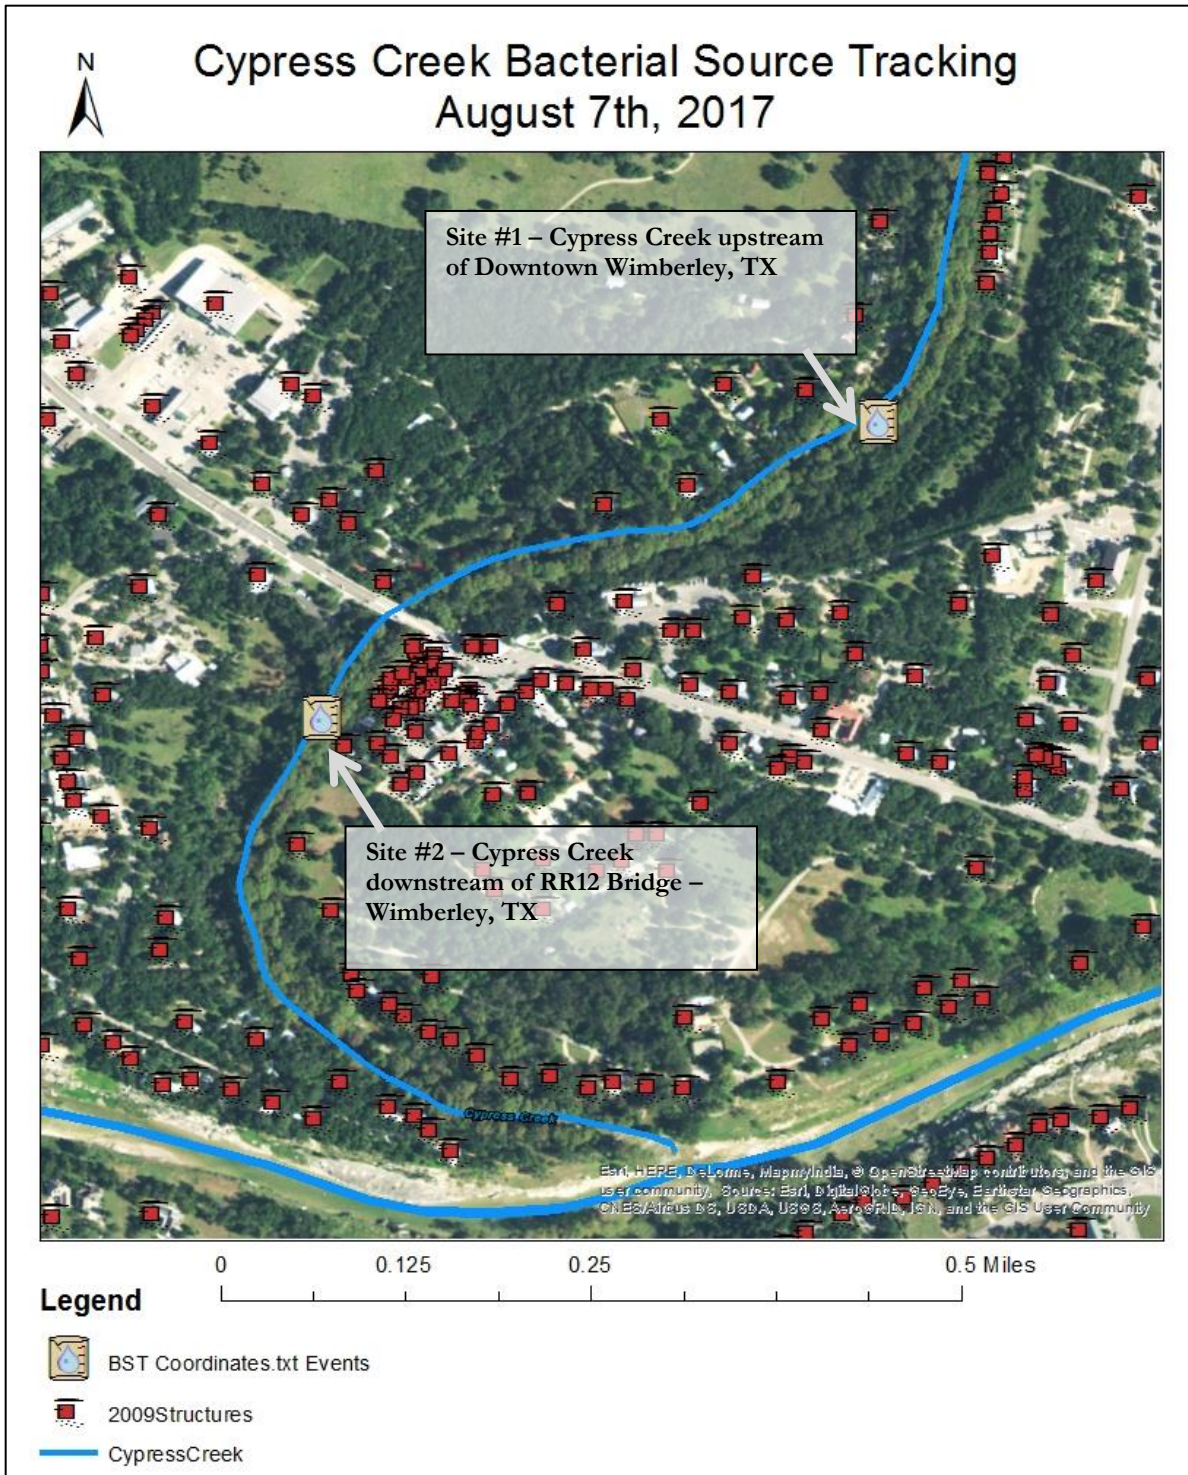 N
Cypress Creek Bacterial Source Tracking
August 7th, 2017
Site #1 – Cypress Creek upstream
of Downtown Wimberley, TX
Site #2 – Cypress Creek
downstream of RR12 Bridge –
Wimberley, TX
Cypress Creek
Esri, HERE, DeLorme, MapmyIndia, © OpenStreetMap contributors, and the GIS
user community, Source: Esri, DigitalGlobe, GeoEye, Earthstar Geographics,
CNES/Airbus DS, USDA, USGS, AeroGRID, IGN, and the GIS User Community
0 0.125 0.25 0.5 Miles
Legend
BST Coordinates.txt Events
2009Structures
CypressCreek